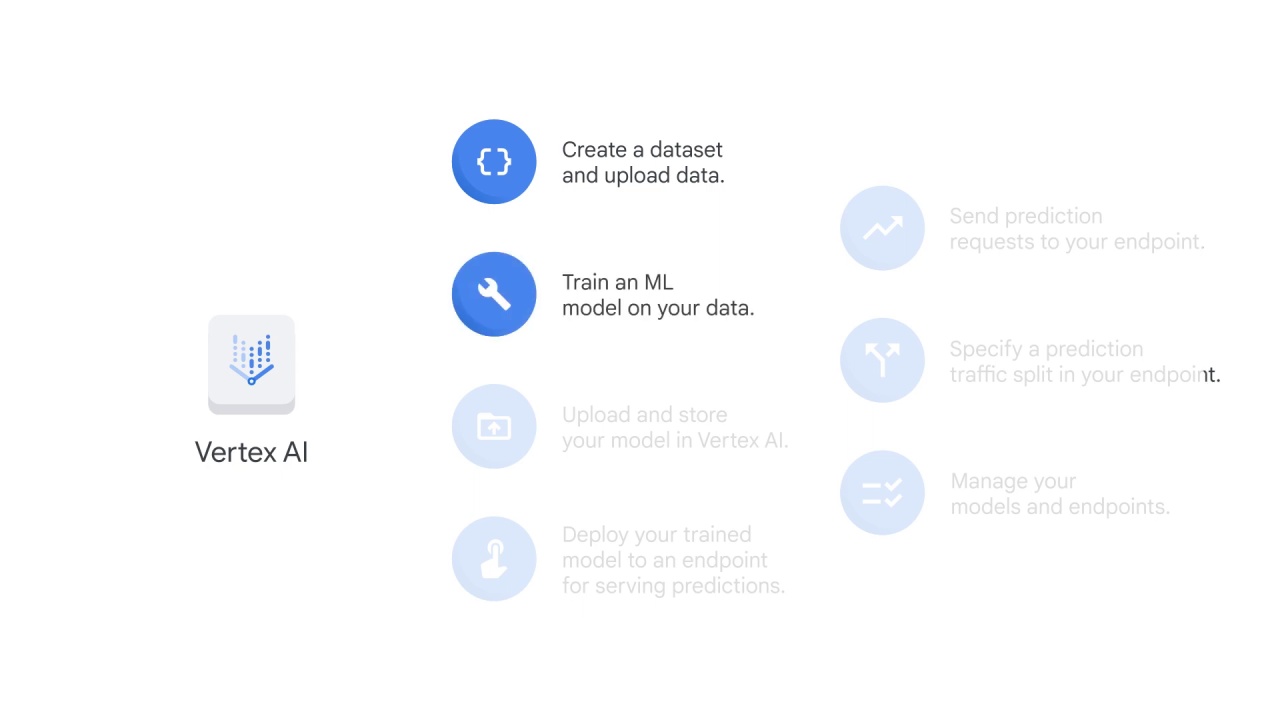 Vertex AI
Create a dataset
and upload data.
Train an ML
model on your data.
Upload and store
your model in Vertex AI.
Deploy your trained
model to an endpoint
for serving predictions.
Send prediction
requests to your endpoint.
Specify a prediction
traffic split in your endpoint.
Manage your
models and endpoints.